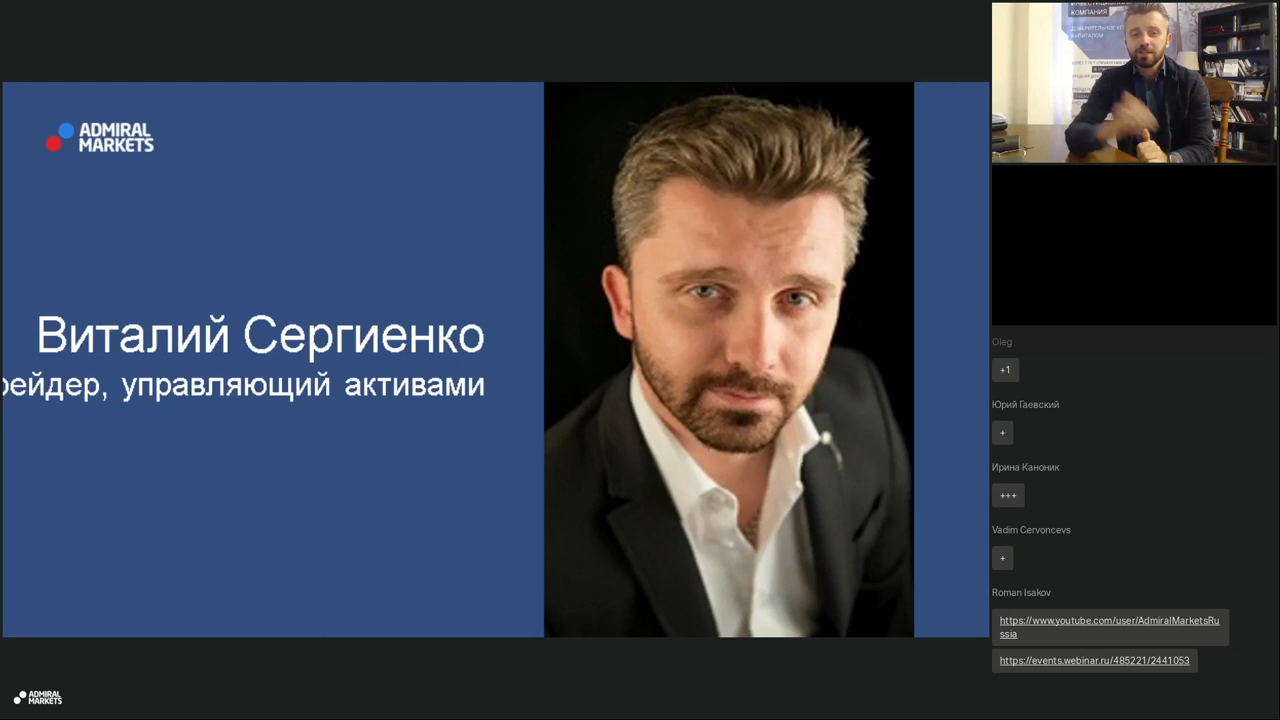 ADMIRAL
MARKETS
Виталий Сергиенко
рейдер, управляющий активами
КОМПАНИЯ
Oleg
+1
Юрий Гаевский
+
Ирина Каноник
+++
Vadim Cervoncevs
+
Roman Isakov
https://www.youtube.com/user/AdmiralMarketsRu
ssia
https://events.webinar.ru/485221/2441053
ADMIRAL
MARKETS